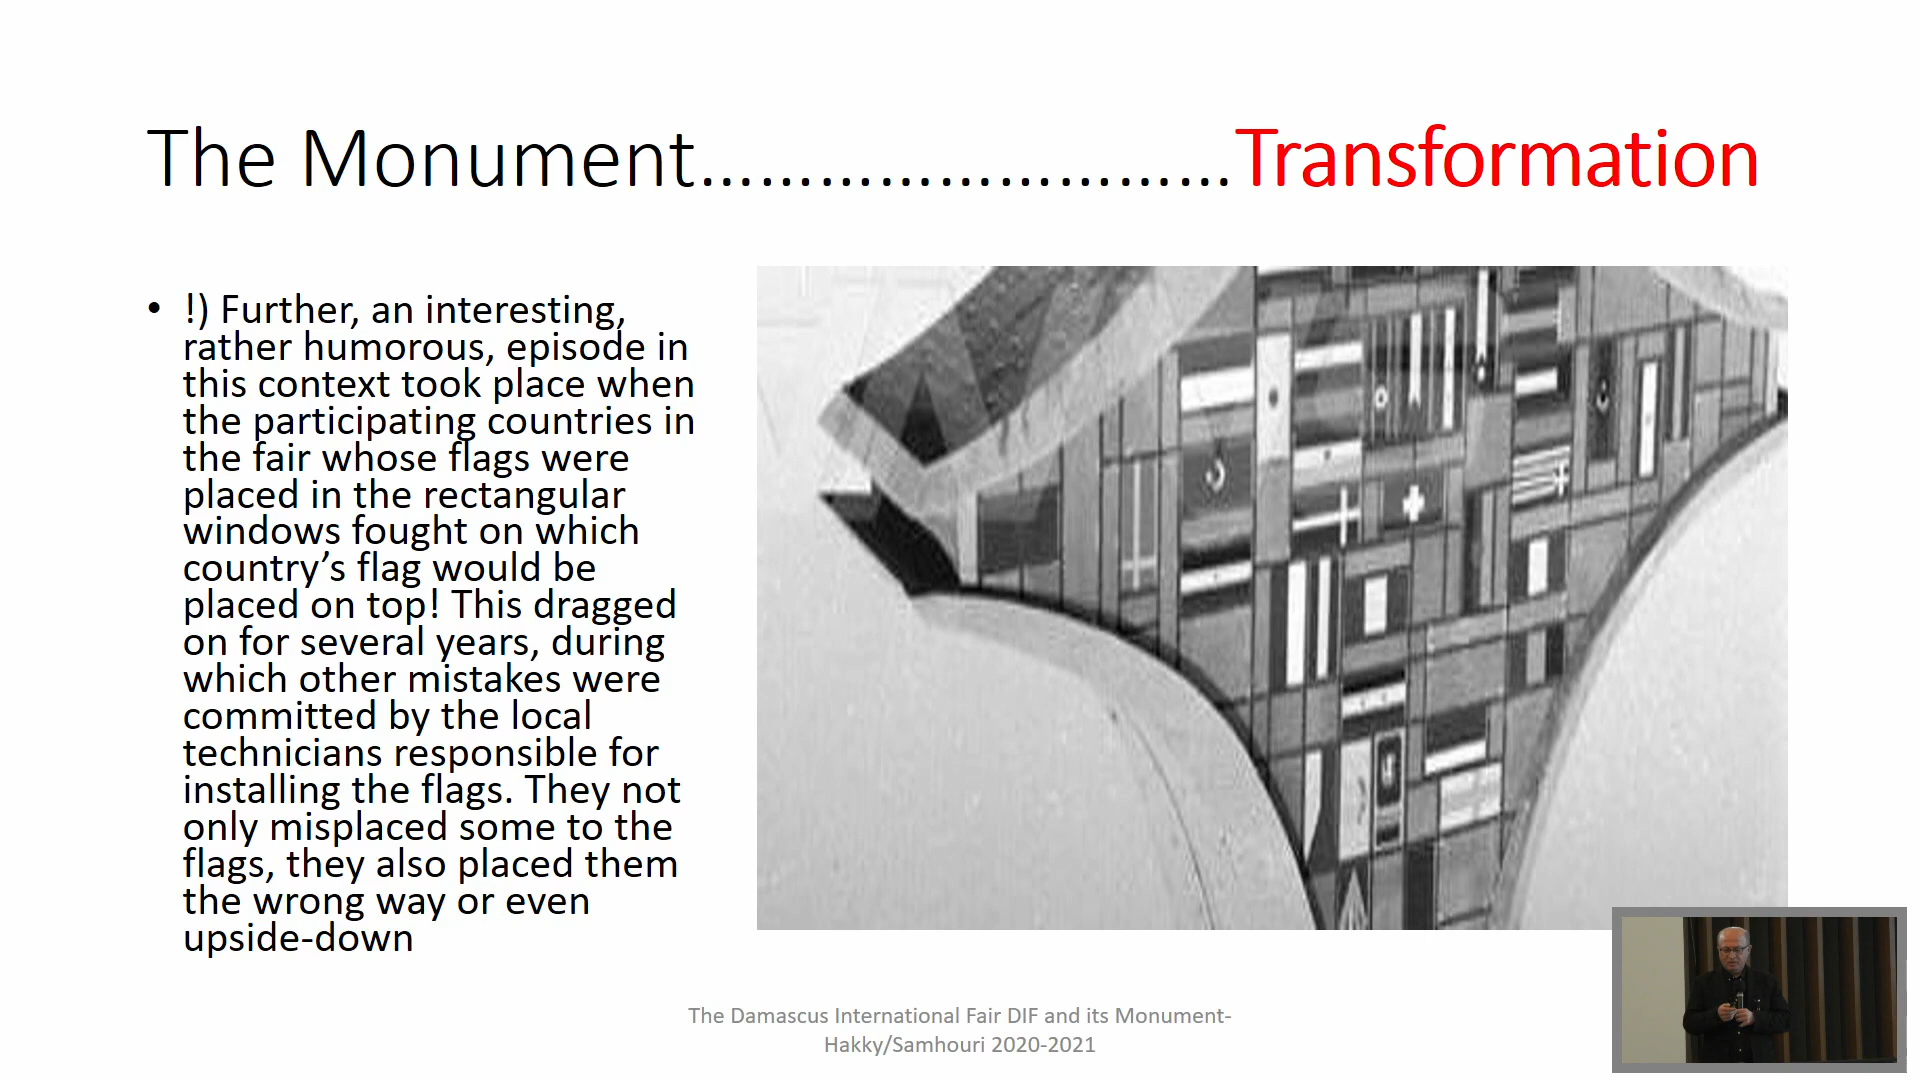 The Monument...........................Transformation
• !) Further, an interesting,
rather humorous, episode in
this context took place when
the participating countries in
the fair whose flags were
placed in the rectangular
windows fought on which
country’s flag would be
placed on top! This dragged
on for several years, during
which other mistakes were
committed by the local
technicians responsible for
installing the flags. They not
only misplaced some to the
flags, they also placed them
the wrong way or even
upside-down
The Damascus International Fair DIF and its Monument-
Hakky/Samhouri 2020-2021